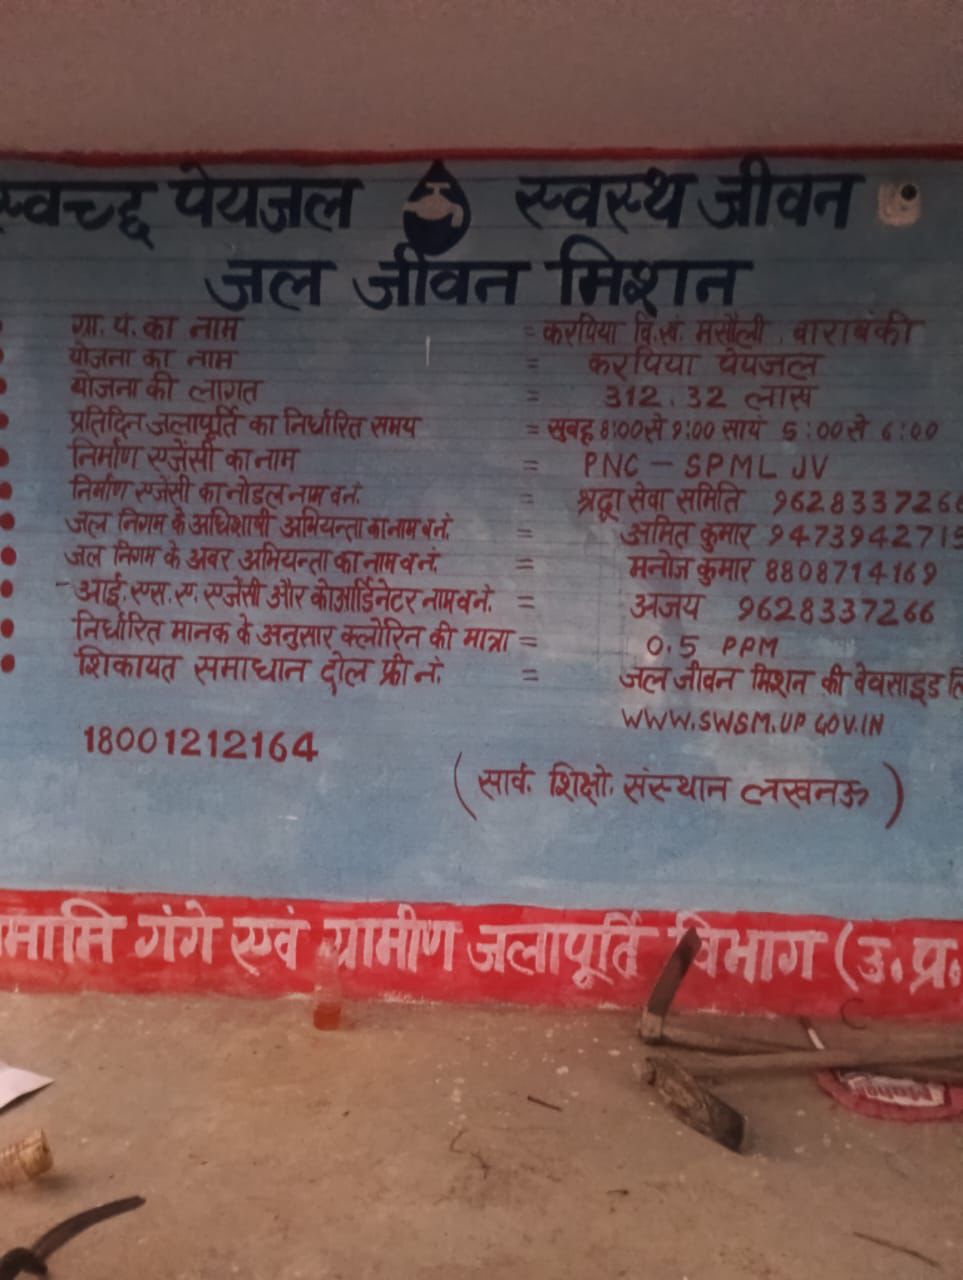 स्वच्छ पेयजल स्वस्थ जीवन
जल जीवन मिशन
ग्रा. पं. का नाम = करपिया वि.खं. मसौली . बाराबंकी
योजना का नाम = करपिया पेयजल
योजना की लागत = 312.32 लाख
प्रतिदिन जलापूर्ति का निर्धारित समय = सुबह 8:00 से 9:00 सायं 5:00 से 6:00
निर्माण एजेंसी का नाम = PNC - SPML JV
निर्माण एजेंसी का नोडल नाम व नं. = श्रद्वा सेवा समिति 9628337266
जल निगम के अधिशाषी अभियन्ता का नाम व नं. = अमित कुमार 947394271
जल निगम के अवर अभियन्ता का नाम व नं. = मनोज कुमार 8808714169
- आई. एस. ए. एजेंसी और कोआर्डिनेटर नाम व नं. = अजय 9628337266
निर्धारित मानक के अनुसार क्लोरिन की मात्रा = 0.5 PPM
शिकायत समाधान टोल फ्री नं. = जल जीवन मिशन की वेवसाइड
WWW.SWSM.UP GOV.IN
18001212164
(सार्व. शिक्षो. संस्थान लखनऊ)
मामि गंगे एवं ग्रामीण जलापूर्ति विभाग (उ.प्र.